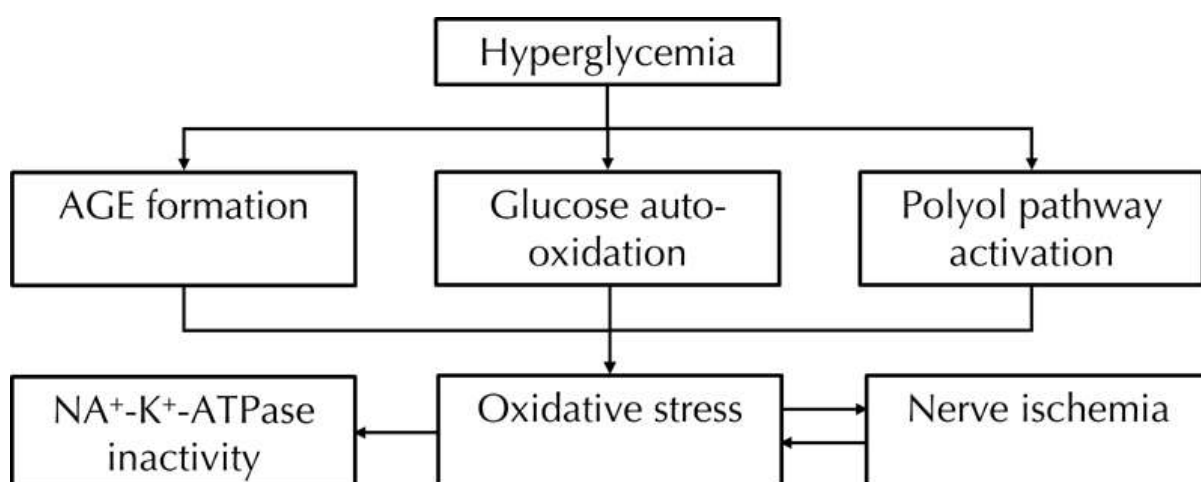 Hyperglycemia
AGE formation
Glucose auto-
oxidation
Polyol pathway
activation
NA⁺-K⁺-ATPase
inactivity
Oxidative stress
Nerve ischemia